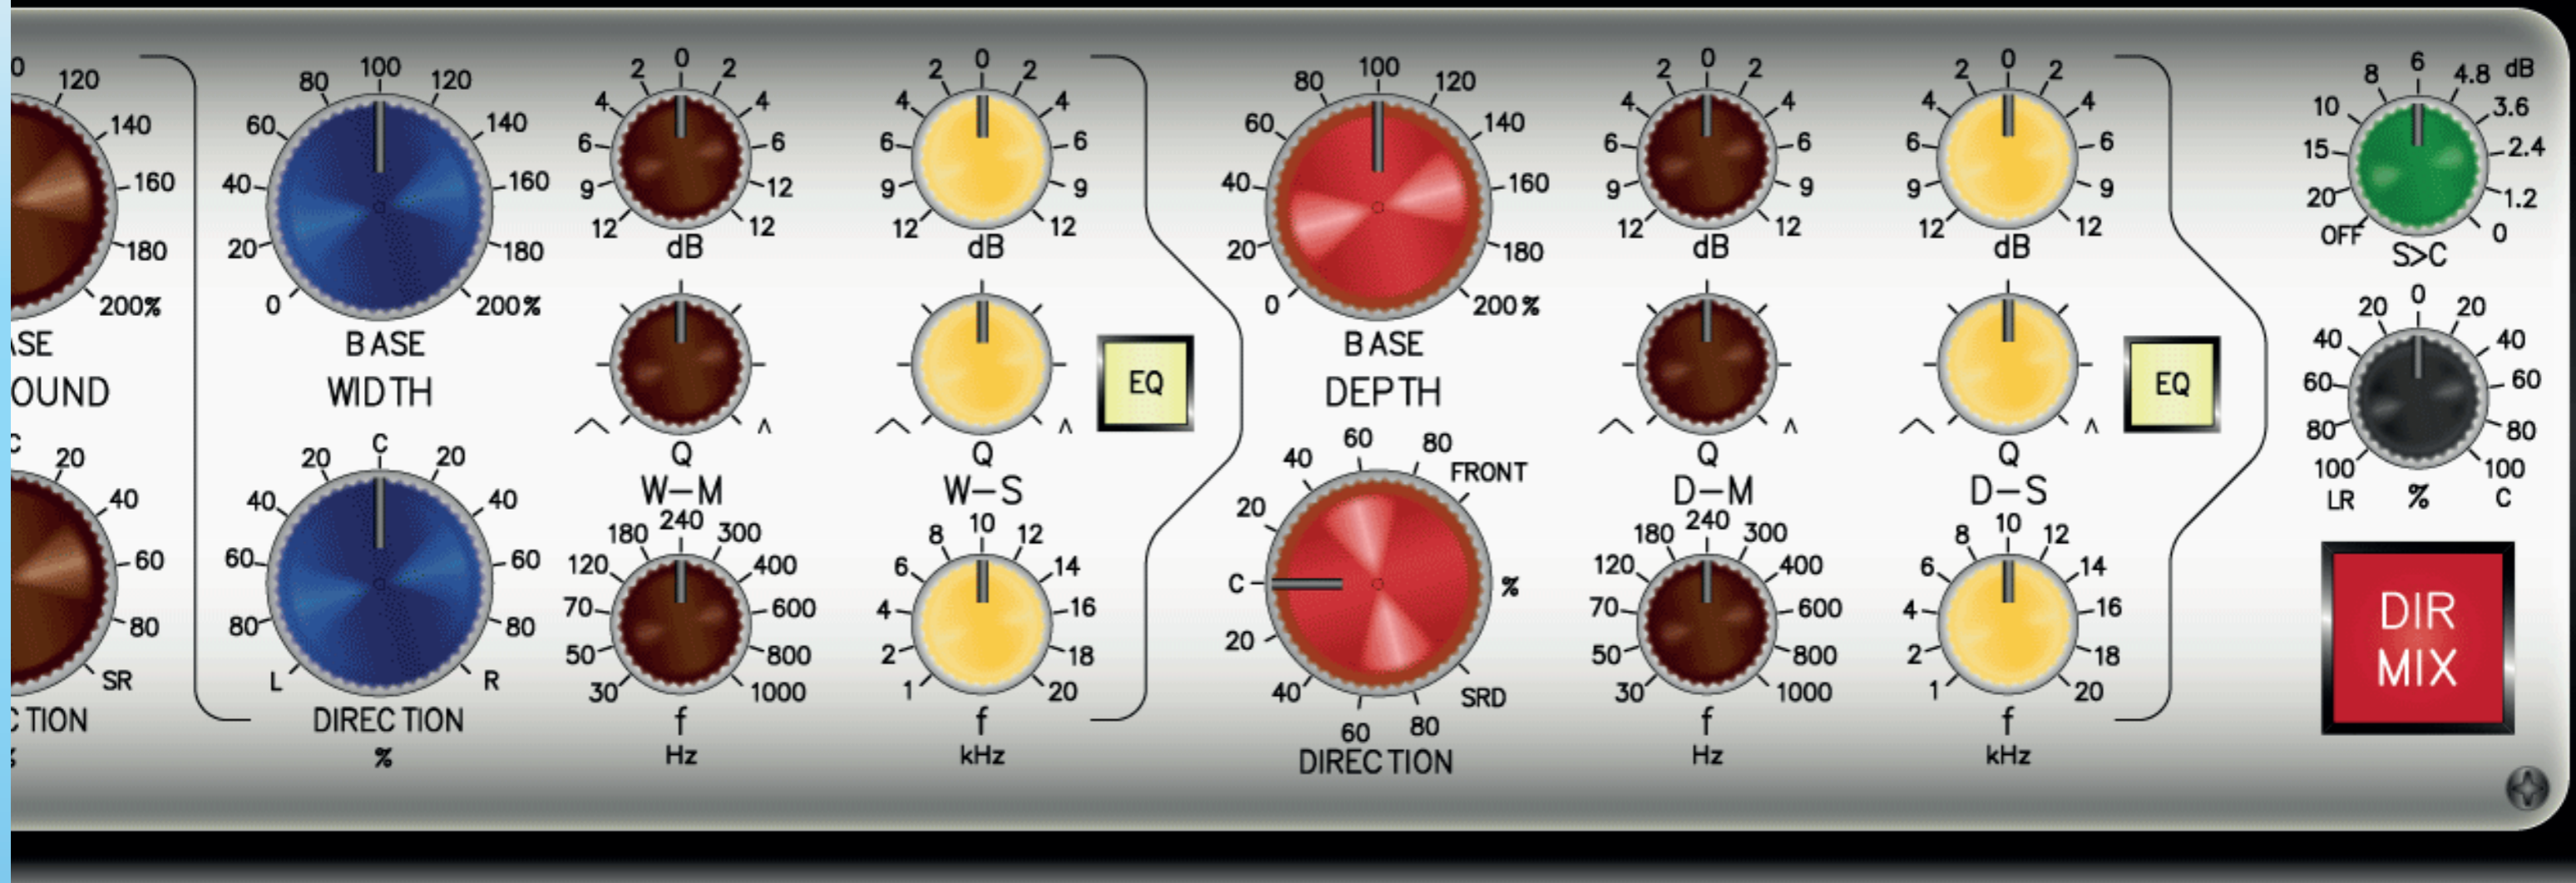 0 120
140
160
180
200%
ASE
OUND
C 20
40
60
80
SR
CTION
%
0 20 40 60 80 100 120 140 160 180 200%
BASE
WIDTH
L 80 60 40 20 C 20 40 60 80 R
DIRECTION
%
12 9 6 4 2 0 2 4 6 12 12
dB
Q
W–M
30 50 70 120 180 240 300 400 600 800 1000
f
Hz
12 9 6 4 2 0 2 4 6 9 12
dB
Q
W–S
1 2 4 6 8 10 12 14 16 18 20
f
kHz
EQ
0 20 40 60 80 100 120 140 160 180 200%
BASE
DEPTH
C 20 40 60 80 FRONT
%
20 40 60 80 SRD
DIRECTION
12 9 6 4 2 0 2 4 6 9 12
dB
Q
D–M
30 50 70 120 180 240 300 400 600 800 1000
f
Hz
12 9 6 4 2 0 2 4 6 9 12
dB
Q
D–S
1 2 4 6 8 10 12 14 16 18 20
f
kHz
EQ
OFF 20 15 10 8 6 4.8 dB 3.6 2.4 1.2 0
S>C
100 80 60 40 20 0 20 40 60 80 100
LR % C
DIR
MIX